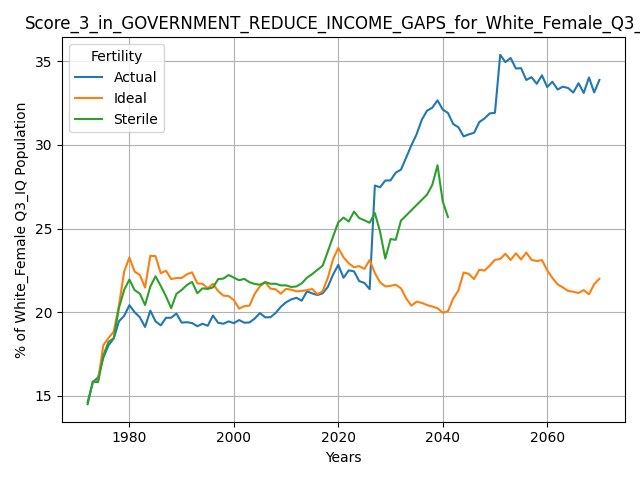 Score_3_in_GOVERNMENT_REDUCE_INCOME_GAPS_for_White_Female_Q3_
Fertility
Actual
Ideal
Sterile
% of White_Female Q3_IQ Population
35
30
25
20
15
1980
2000
2020
2040
2060
Years